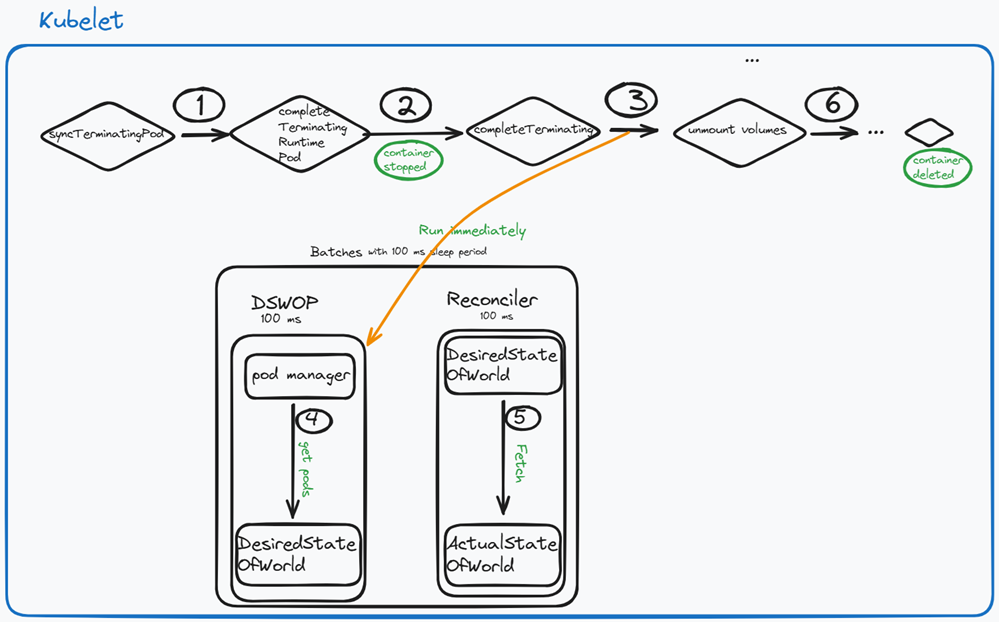 Kubelet
...
1
2
3
6
syncTerminatingPod
complete
Terminating
Runtime
Pod
container
stopped
completeTerminating
unmount volumes
...
container
deleted
Run immediately
Batches with 100 ms sleep period
DSWOP
100 ms
Reconciler
100 ms
pod manager
4
get pods
DesiredState
OfWorld
DesiredState
OfWorld
5
Fetch
ActualState
OfWorld